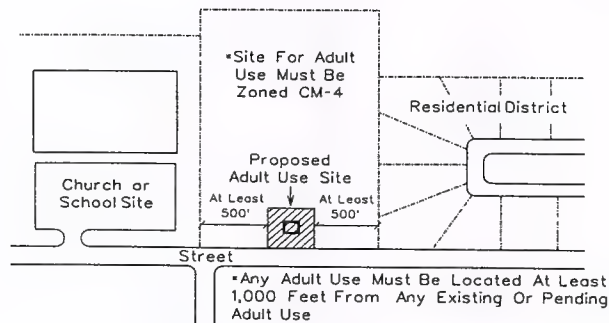 *Site For Adult
Use Must Be
Zoned CM-4
Residential District
Proposed
Adult Use Site
Church or
School Site
At Least
500'
At Least
500'
Street
*Any Adult Use Must Be Located At Least
1,000 Feet From Any Existing Or Pending
Adult Use